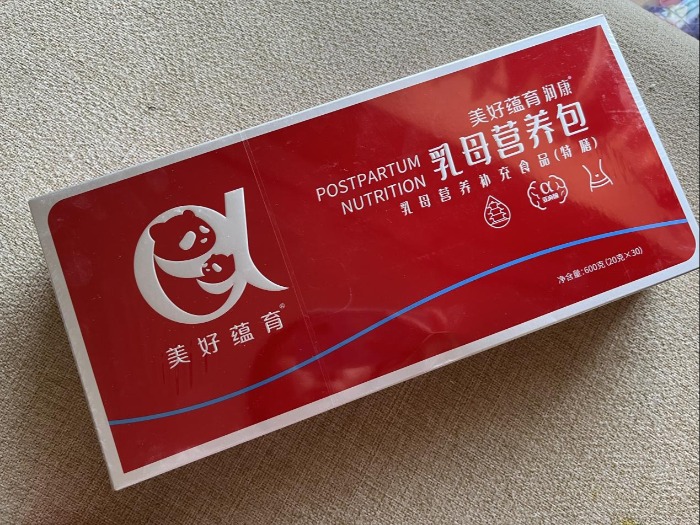 美好蕴育润康®
POSTPARTUM
NUTRITION
乳母营养包
乳母营养补充食品(特膳)
α
净含量: 600克(20克×30)
美好蕴育®